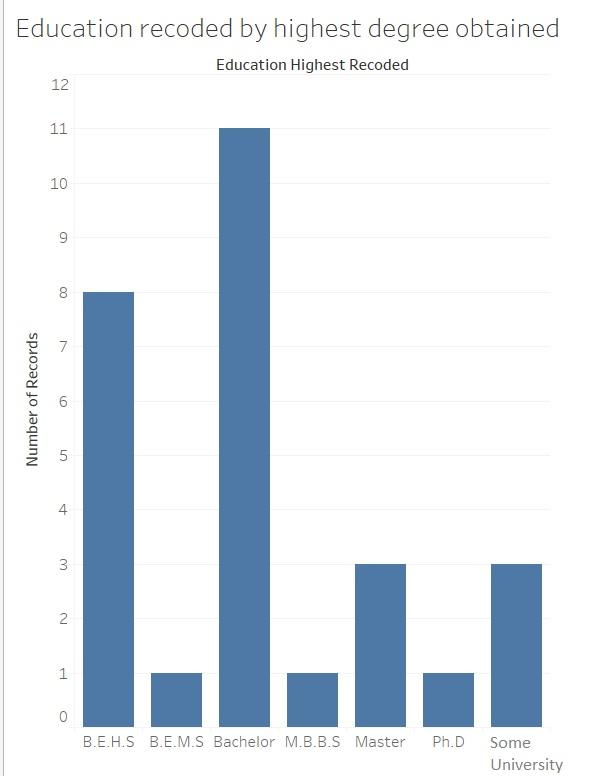 Education recoded by highest degree obtained
Education Highest Recoded
12
11
10
9
8
7
6
5
4
3
2
1
0
Number of Records
B.E.H.S B.E.M.S Bachelor M.B.B.S Master Ph.D Some
University